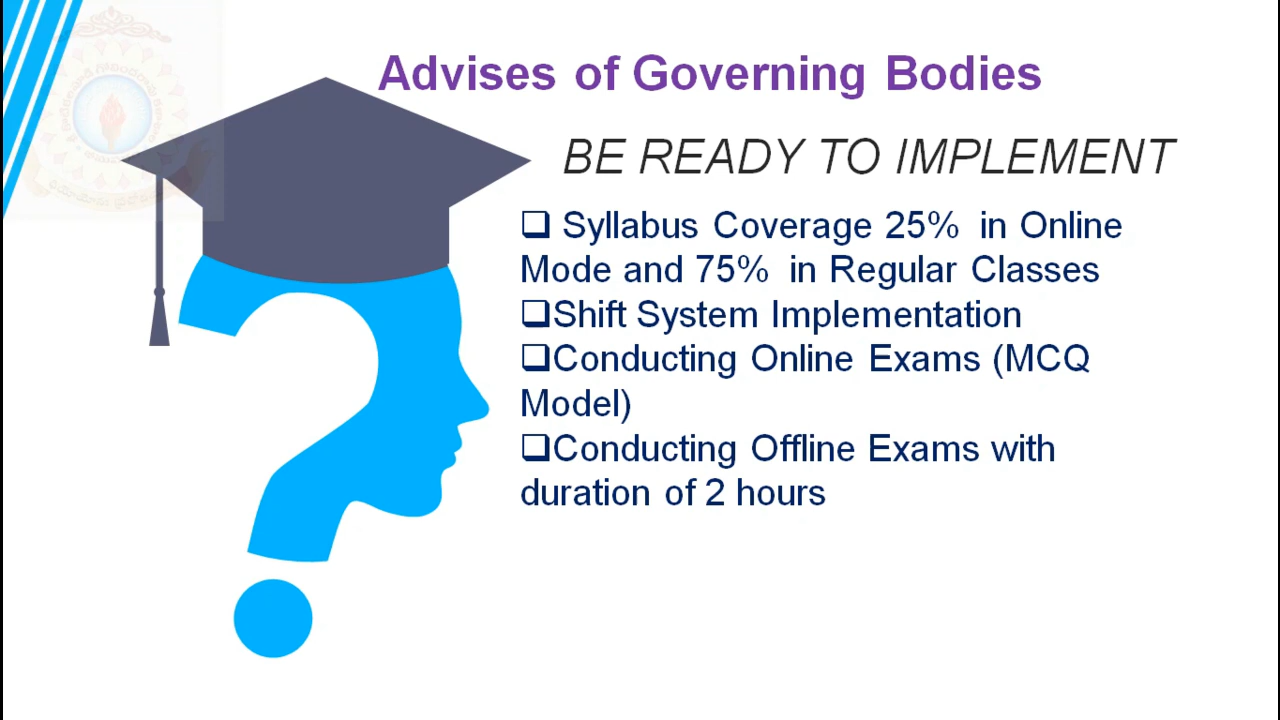 Advises of Governing Bodies
BE READY TO IMPLEMENT
❑ Syllabus Coverage 25% in Online
Mode and 75% in Regular Classes
❑Shift System Implementation
❑Conducting Online Exams (MCQ
Model)
❑Conducting Offline Exams with
duration of 2 hours